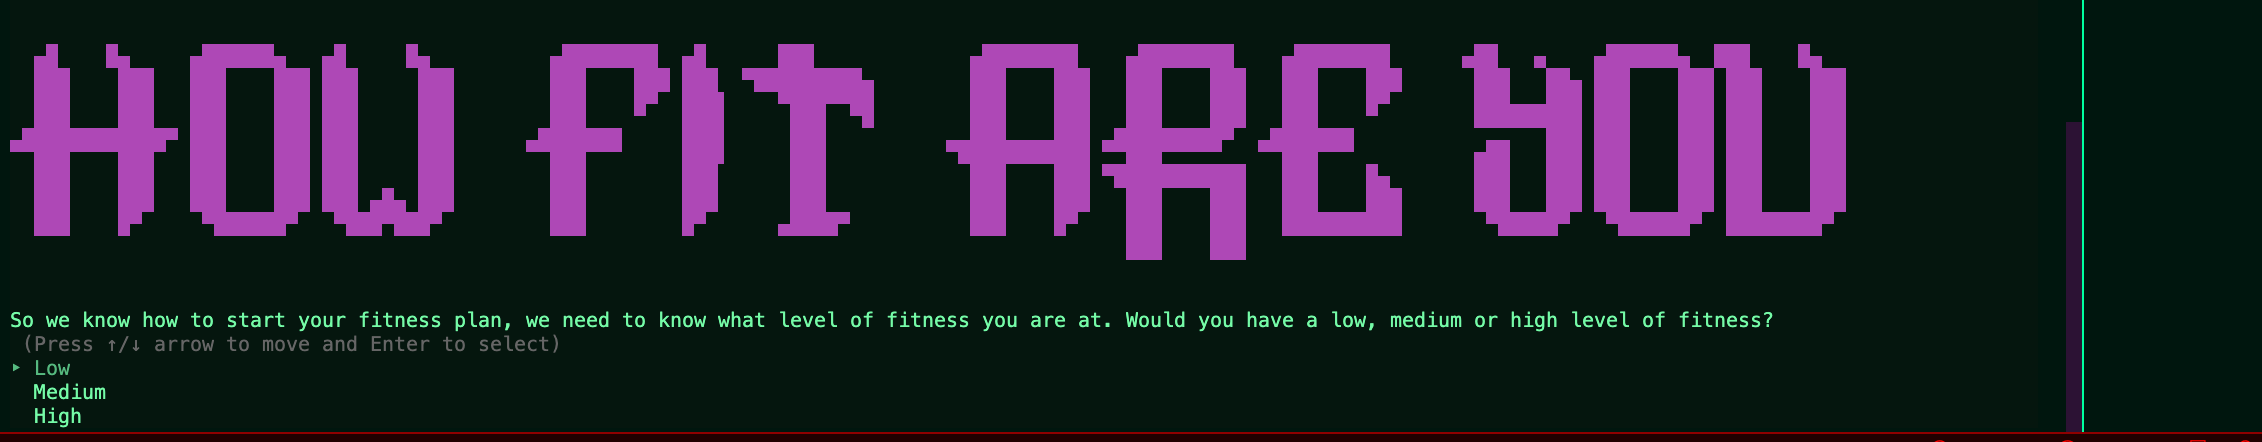 HOW FIT ARE YOU
So we know how to start your fitness plan, we need to know what level of fitness you are at. Would you have a low, medium or high level of fitness?
(Press ↑/↓ arrow to move and Enter to select)
▸ Low
Medium
High